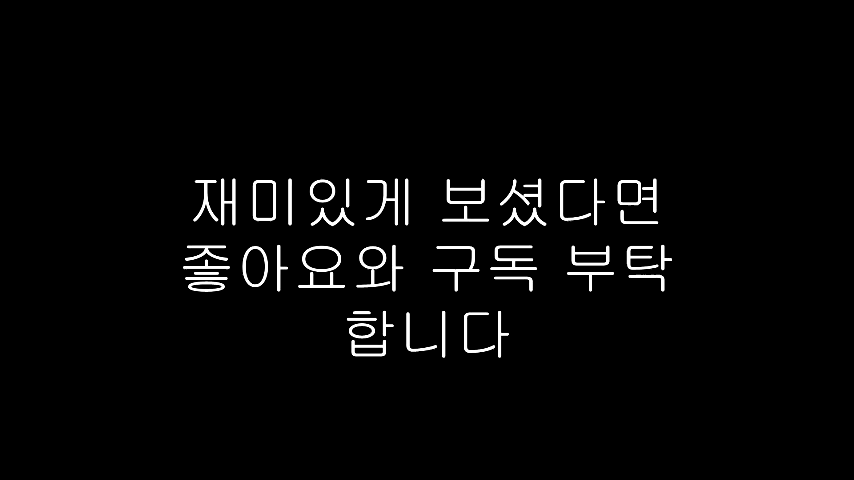 재미있게 보셨다면
좋아요와 구독 부탁
합니다